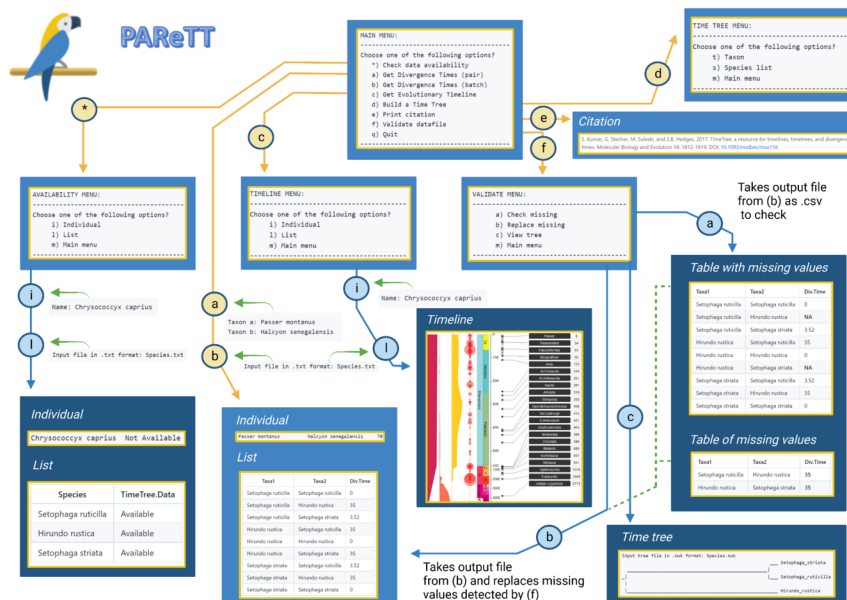 PAReTT
MAIN MENU:
Choose one of the following options?
*) Check data availability
a) Get Divergence Times (pair)
b) Get Divergence Times (batch)
c) Get Evolutionary Timeline
d) Build a Time Tree
e) Print citation
f) Validate datafile
q) Quit
TIME TREE MENU:
Choose one of the following options?
t) Taxon
s) Species list
m) Main menu
d
*
c
e
f
Citation
S. Kumar, G. Stecher, M. Suleski, and S.B. Hedges, 2017. TimeTree: a resource for timelines, timetrees, and divergence
times. Molecular Biology and Evolution 34: 1812-1819, DOI: 10.1093/molbev/msx116
AVAILABILITY MENU:
Choose one of the following options?
i) Individual
l) List
m) Main menu
TIMELINE MENU:
Choose one of the following options?
i) Individual
l) List
m) Main menu
VALIDATE MENU:
a) Check missing
b) Replace missing
c) View tree
m) Main menu
Takes output file
from (b) as .csv
to check
a
i
Name: Chrysococcyx caprius
l
Input file in .txt format: Species.txt
a
Taxon a: Passer montanus
Taxon b: Halcyon senegalensis
b
Input file in .txt format: Species.txt
i
Name: Chrysococcyx caprius
l
Timeline
Table with missing values
Taxa1 Taxa2 Div.Time
Setophaga ruticilla Setophaga ruticilla 0
Setophaga ruticilla Hirundo rustica NA
Setophaga ruticilla Setophaga striata 3.52
Hirundo rustica Setophaga ruticilla 35
Hirundo rustica Hirundo rustica 0
Hirundo rustica Setophaga striata NA
Setophaga striata Setophaga ruticilla 3.52
Setophaga striata Hirundo rustica 35
Setophaga striata Setophaga striata 0
Table of missing values
Taxa1 Taxa2 Div.Time
Setophaga ruticilla Hirundo rustica 35
Hirundo rustica Setophaga striata 35
Individual
Chrysococcyx caprius Not Available
List
Species TimeTree.Data
Setophaga ruticilla Available
Hirundo rustica Available
Setophaga striata Available
Individual
Passer montanus Halcyon senegalensis 70
List
Taxa1 Taxa2 Div.Time
Setophaga ruticilla Setophaga ruticilla 0
Setophaga ruticilla Hirundo rustica 35
Setophaga ruticilla Setophaga striata 3.52
Hirundo rustica Setophaga ruticilla 35
Hirundo rustica Hirundo rustica 0
Hirundo rustica Setophaga striata 35
Setophaga striata Setophaga ruticilla 3.52
Setophaga striata Hirundo rustica 35
Setophaga striata Setophaga striata 0
c
b
Takes output file
from (b) and replaces missing
values detected by (f)
Time tree
Input tree file in .nwk format: Species.nwk
Setophaga_striata
Setophaga_ruticilla
Hirundo_rustica